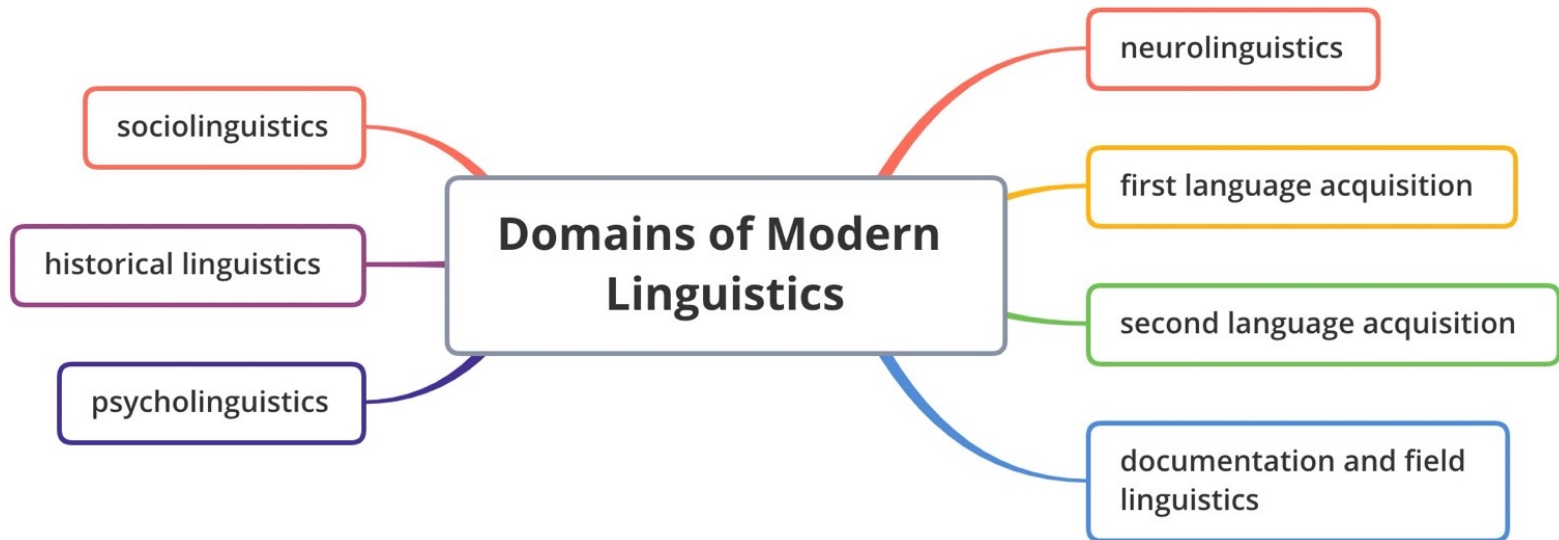 Domains of Modern
Linguistics
neurolinguistics
first language acquisition
second language acquisition
documentation and field
linguistics
sociolinguistics
historical linguistics
psycholinguistics